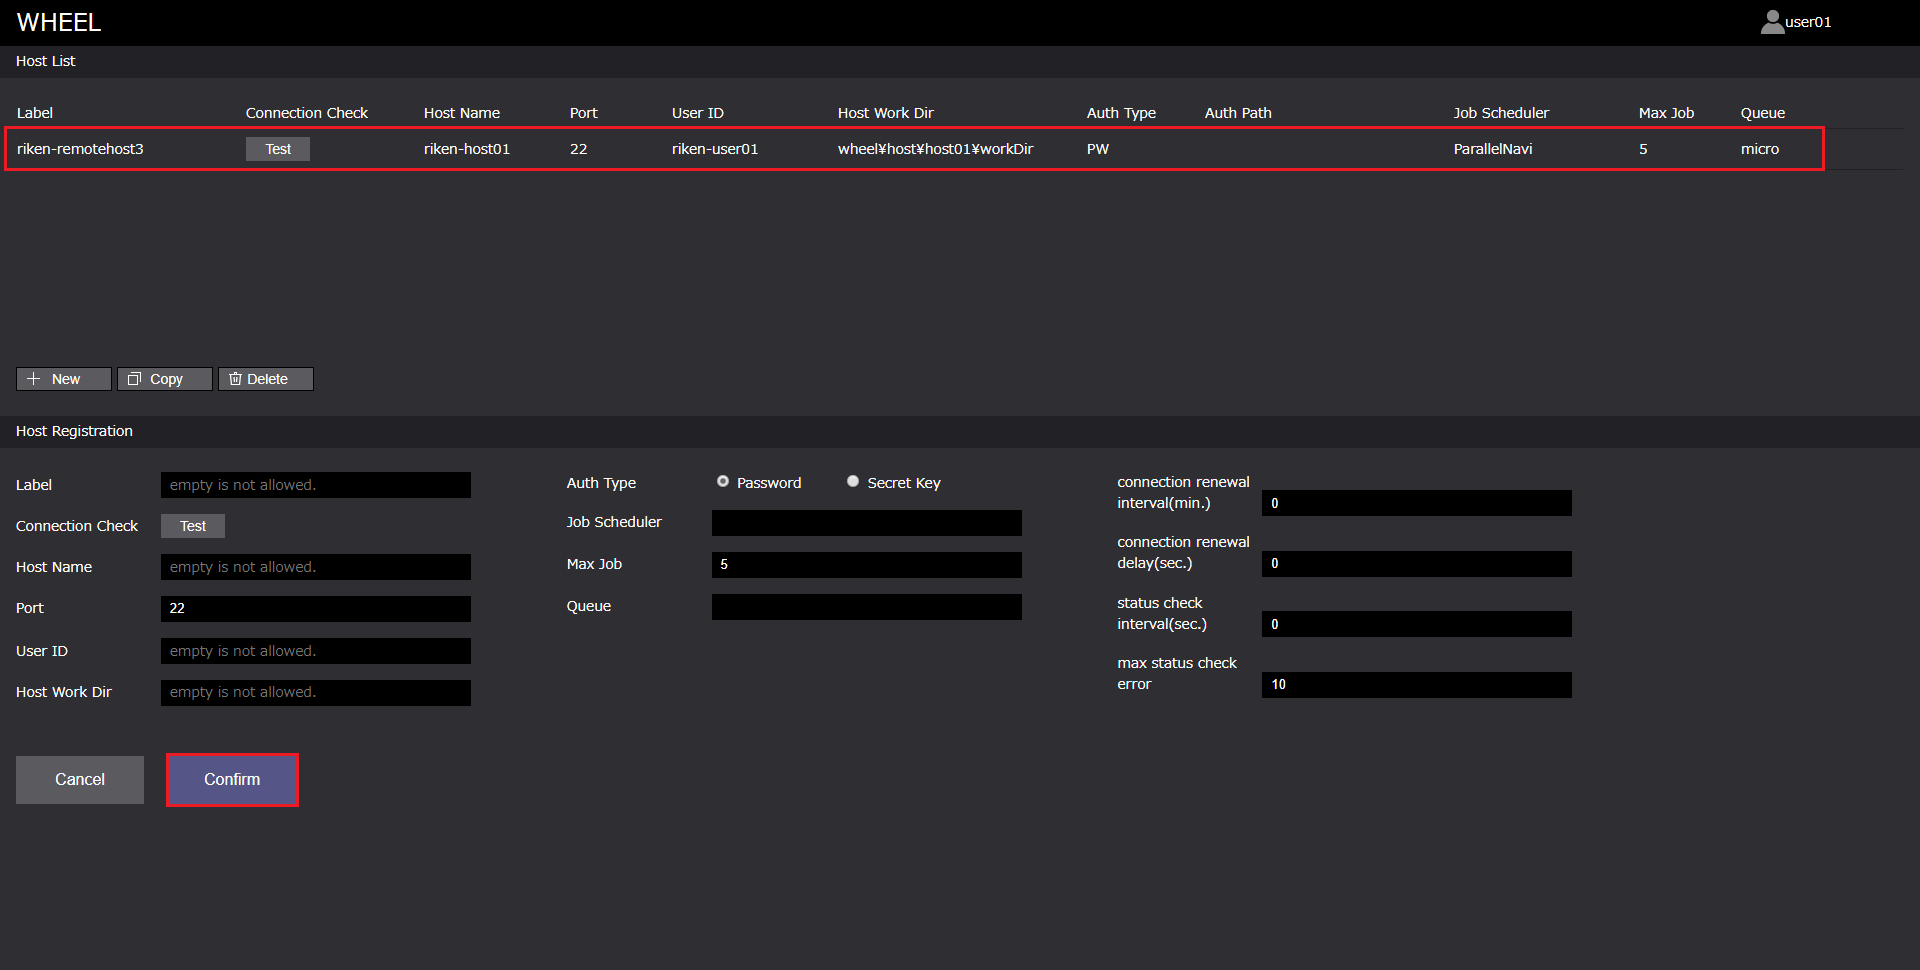 WHEEL
user01
Host List
Label Connection Check Host Name Port User ID Host Work Dir Auth Type Auth Path Job Scheduler Max Job Queue
riken-remotehost3 Test riken-host01 22 riken-user01 wheel¥host¥host01¥workDir PW ParallelNavi 5 micro
New Copy Delete
Host Registration
Label empty is not allowed.
Connection Check Test
Host Name empty is not allowed.
Port 22
User ID empty is not allowed.
Host Work Dir empty is not allowed.
Auth Type Password Secret Key
Job Scheduler
Max Job 5
Queue
connection renewal
interval(min.) 0
connection renewal
delay(sec.) 0
status check
interval(sec.) 0
max status check
error 10
Cancel Confirm